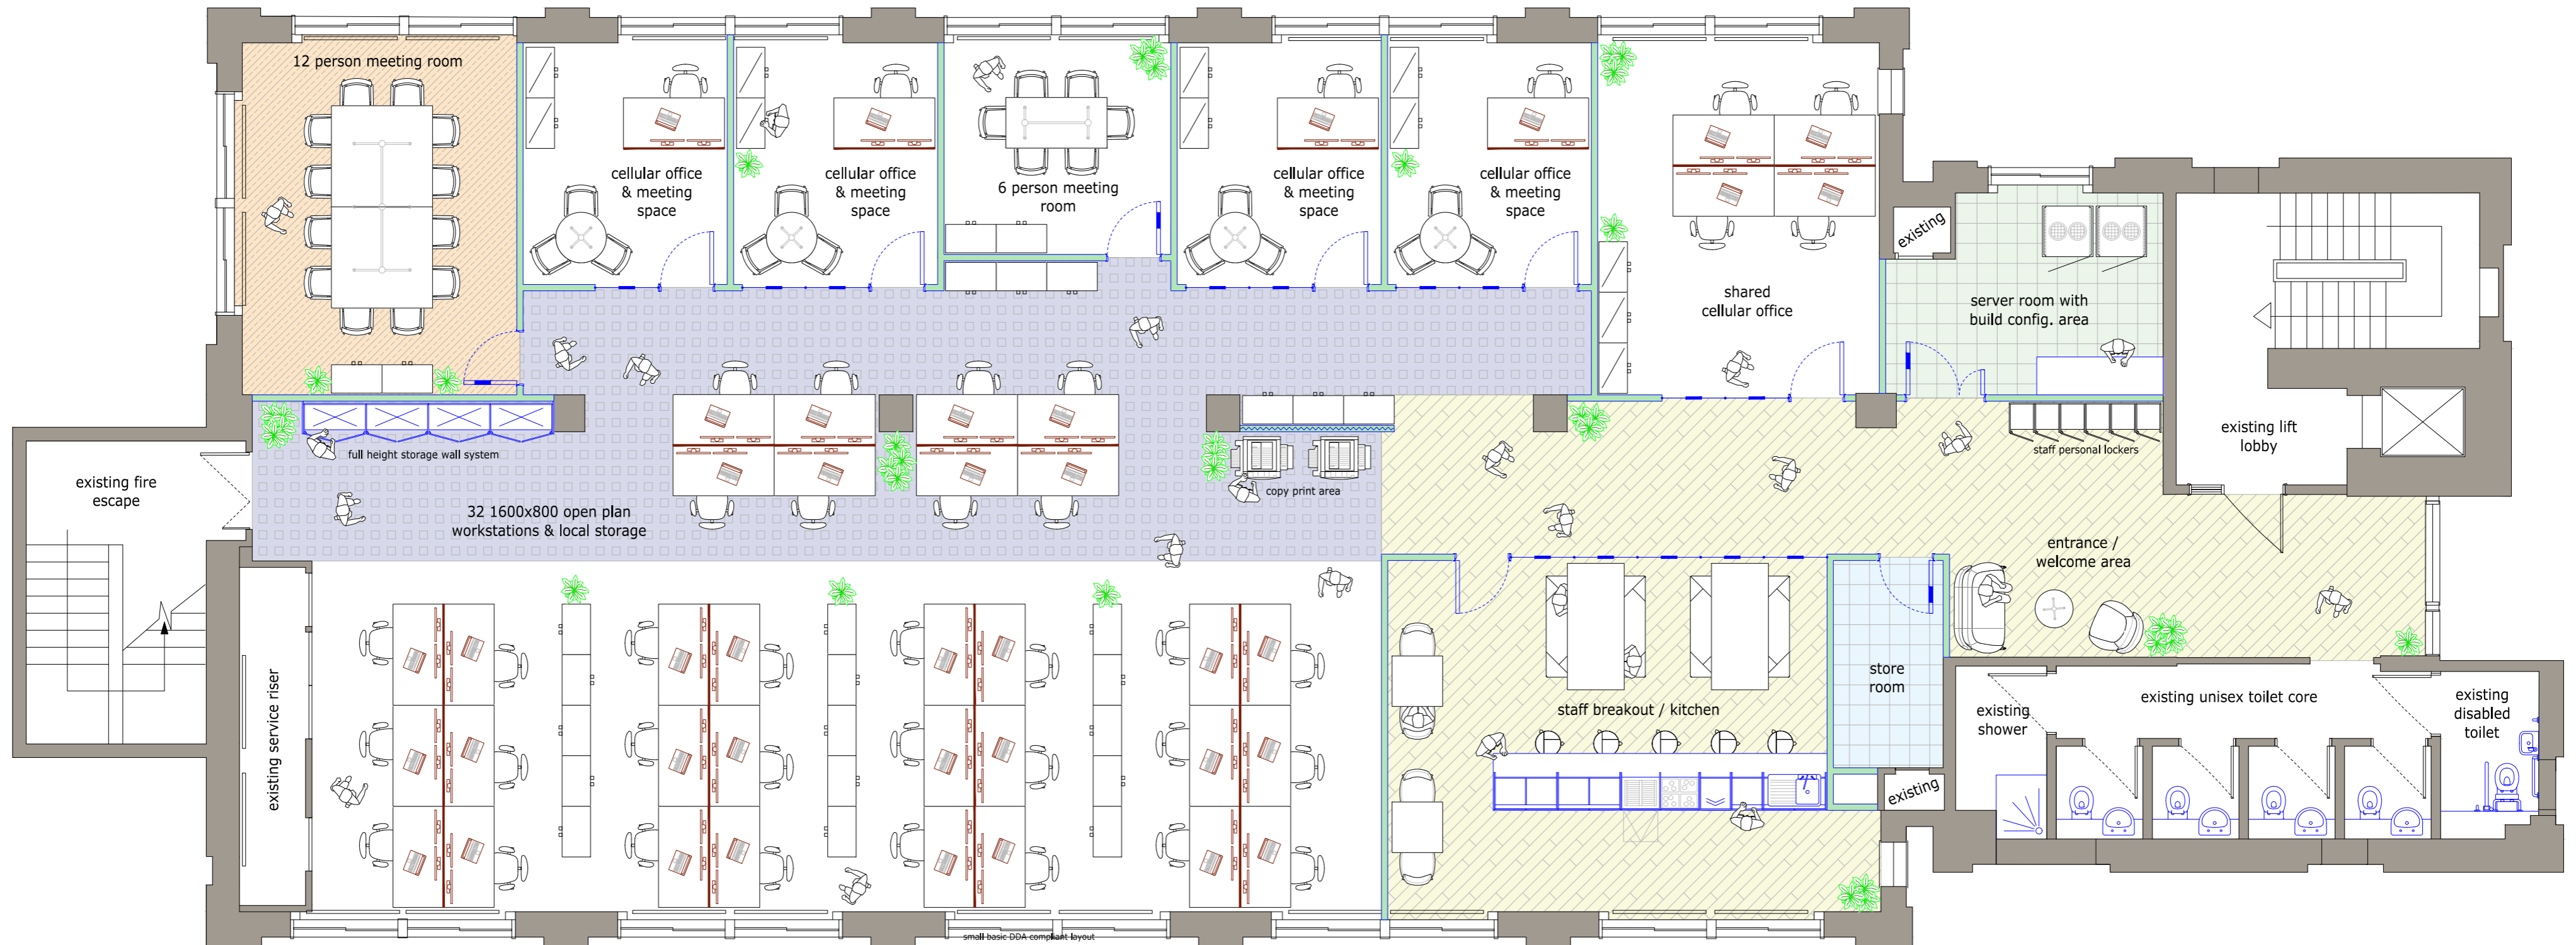 12 person meeting room
cellular office
& meeting
space
cellular office
& meeting
space
6 person meeting
room
cellular office
& meeting
space
cellular office
& meeting
space
shared
cellular office
existing
server room with
build config. area
existing lift
lobby
staff personal lockers
existing fire
escape
full height storage wall system
32 1600x800 open plan
workstations & local storage
copy print area
entrance /
welcome area
existing service riser
staff breakout / kitchen
store
room
existing
existing
shower
existing unisex toilet core
existing
disabled
toilet
small basic DDA compliant layout